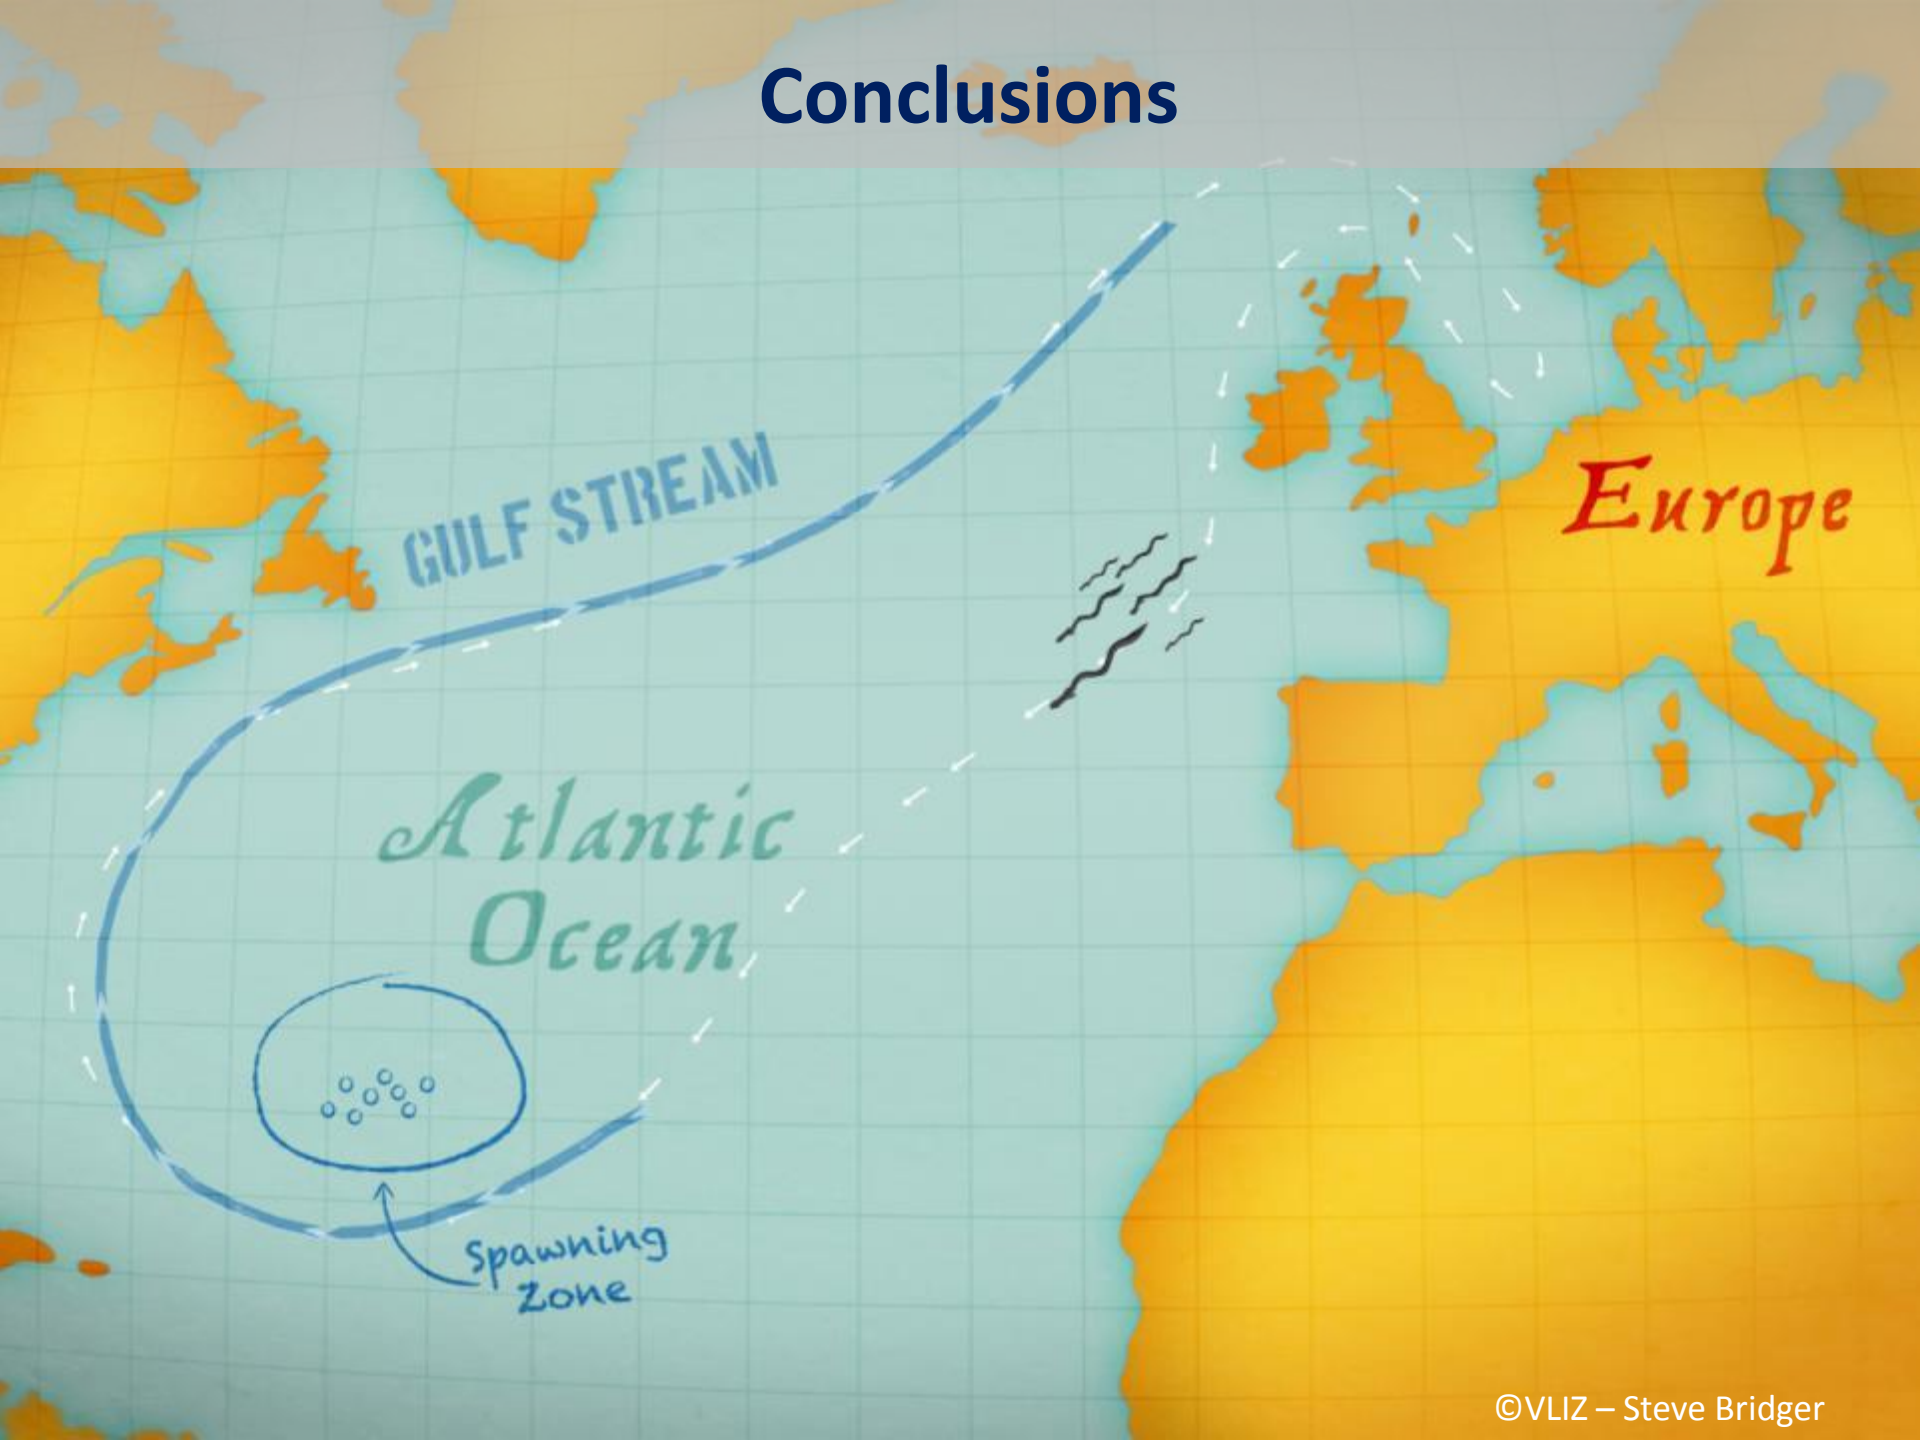 Conclusions
GULF STREAM
Europe
Atlantic
Ocean
Spawning
Zone
©VLIZ – Steve Bridger